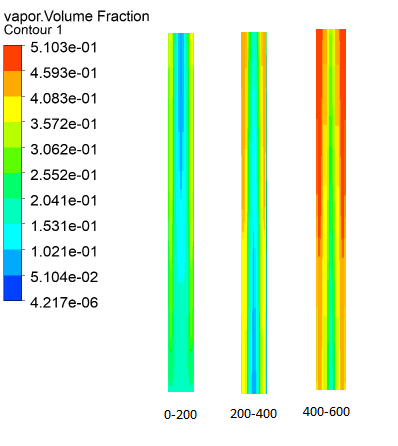 vapor.Volume Fraction
Contour 1
5.103e-01
4.593e-01
4.083e-01
3.572e-01
3.062e-01
2.552e-01
2.041e-01
1.531e-01
1.021e-01
5.104e-02
4.217e-06
0-200 200-400 400-600